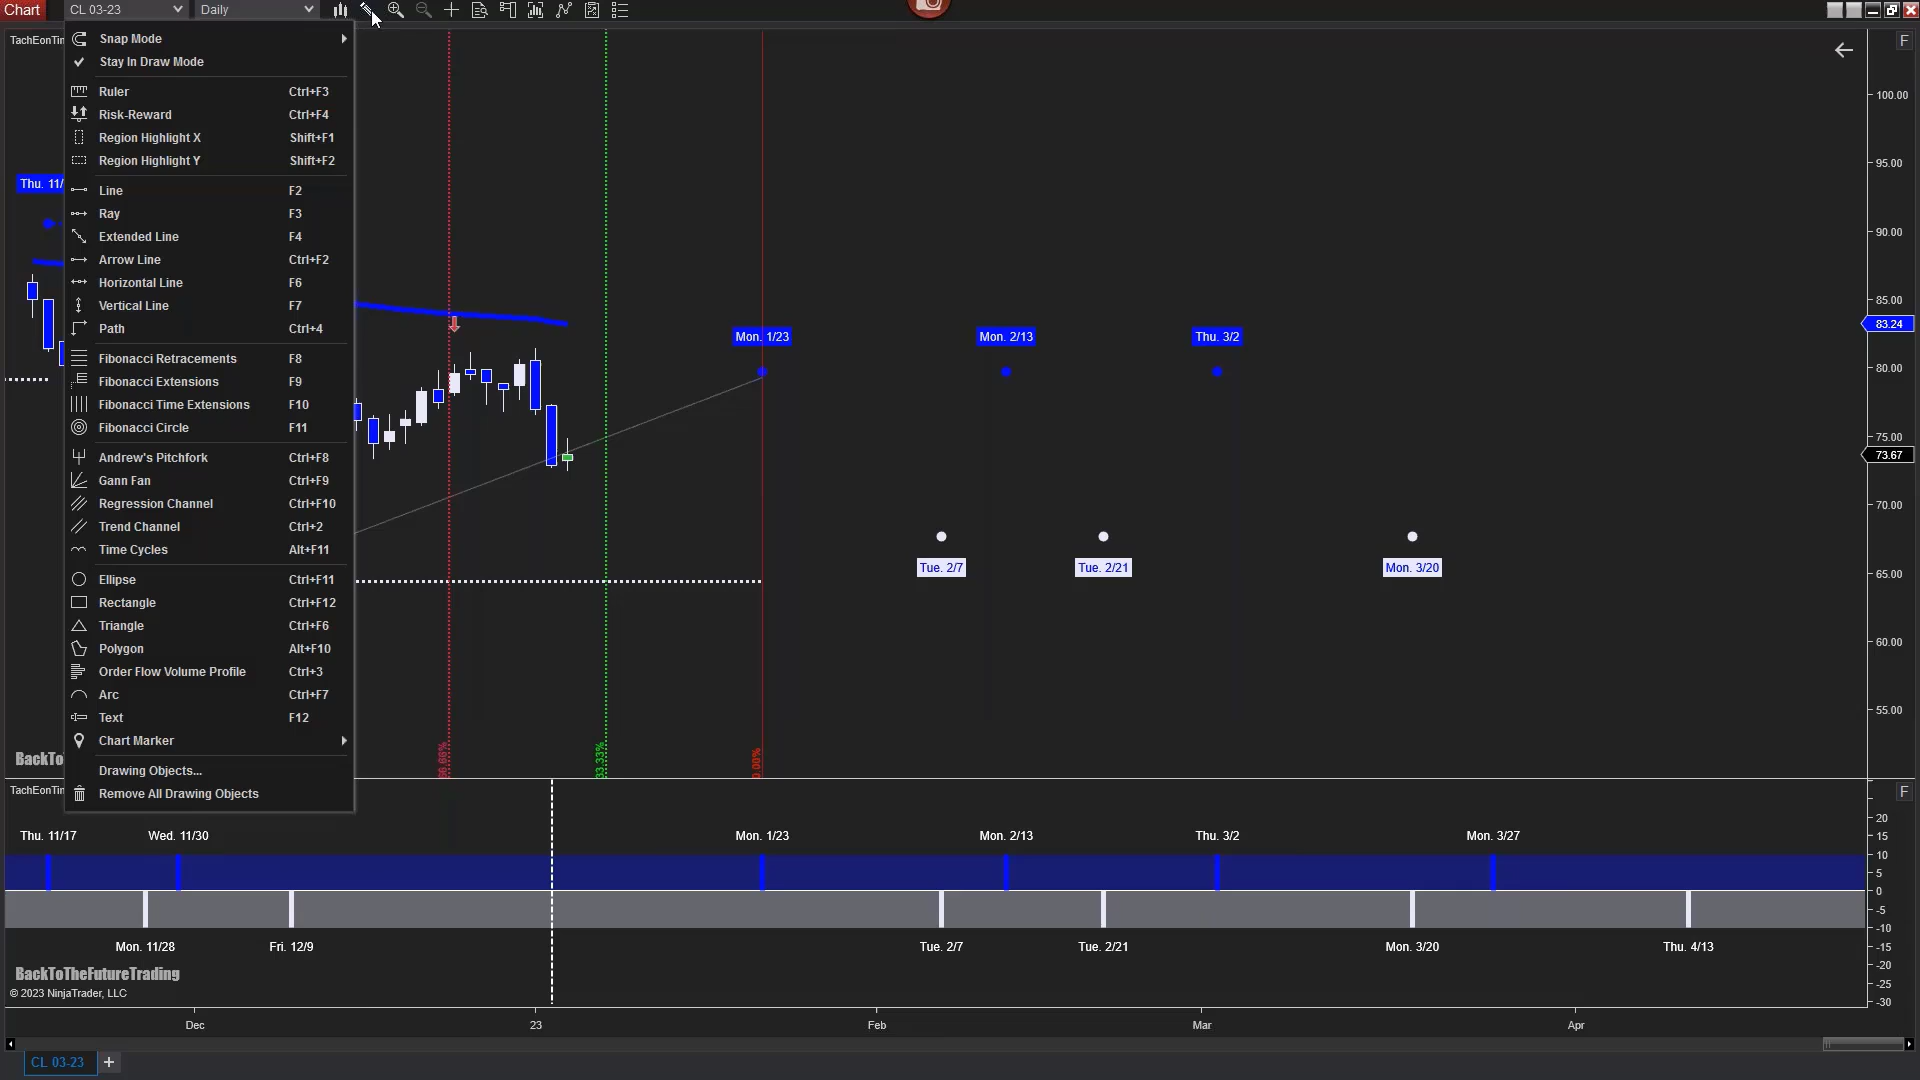 Chart
CL 03-23
Daily
TachEonTin
Snap Mode
Stay In Draw Mode
Ruler Ctrl+F3
Risk-Reward Ctrl+F4
Region Highlight X Shift+F1
Region Highlight Y Shift+F2
Line F2
Ray F3
Extended Line F4
Arrow Line Ctrl+F2
Horizontal Line F6
Vertical Line F7
Path Ctrl+4
Fibonacci Retracements F8
Fibonacci Extensions F9
Fibonacci Time Extensions F10
Fibonacci Circle F11
Andrew's Pitchfork Ctrl+F8
Gann Fan Ctrl+F9
Regression Channel Ctrl+F10
Trend Channel Ctrl+2
Time Cycles Alt+F11
Ellipse Ctrl+F11
Rectangle Ctrl+F12
Triangle Ctrl+F6
Polygon Alt+F10
Order Flow Volume Profile Ctrl+3
Arc Ctrl+F7
Text F12
Chart Marker
Drawing Objects...
Remove All Drawing Objects
Thu. 11/
BackToTh
Mon. 1/23
Mon. 2/13
Thu. 3/2
Tue. 2/7
Tue. 2/21
Mon. 3/20
66.66%
33.33%
0.00%
F
100.00
95.00
90.00
85.00
83.24
80.00
75.00
73.67
70.00
65.00
60.00
55.00
TachEonTin
F
Thu. 11/17 Wed. 11/30 Mon. 1/23 Mon. 2/13 Thu. 3/2 Mon. 3/27
Mon. 11/28 Fri. 12/9 Tue. 2/7 Tue. 2/21 Mon. 3/20 Thu. 4/13
20
15
10
5
0
-5
-10
-15
-20
-25
-30
BackToTheFutureTrading
© 2023 NinjaTrader, LLC
Dec 23 Feb Mar Apr
CL 03-23 +